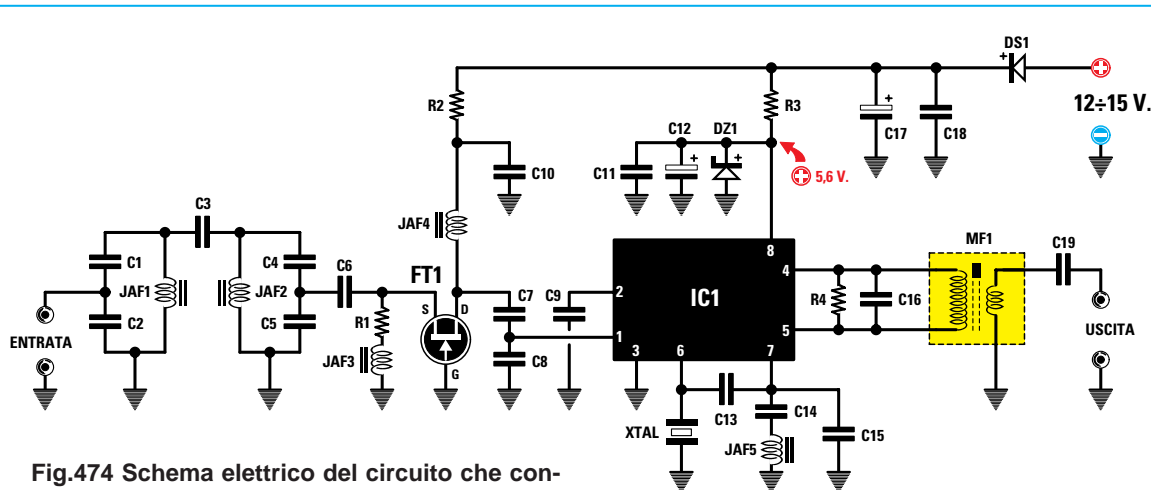 DS1
12÷15 V.
R2
R3
C17
C18
C12
DZ1
C11
5,6 V.
C10
C3
JAF4
C1
JAF1
C2
C4
JAF2
C5
C6
FT1
S
D
G
R1
JAF3
C7
C8
C9
IC1
8
2
1
3
6
7
4
5
R4
C16
MF1
C19
ENTRATA
USCITA
C13
XTAL
C14
JAF5
C15
Fig.474 Schema elettrico del circuito che con-